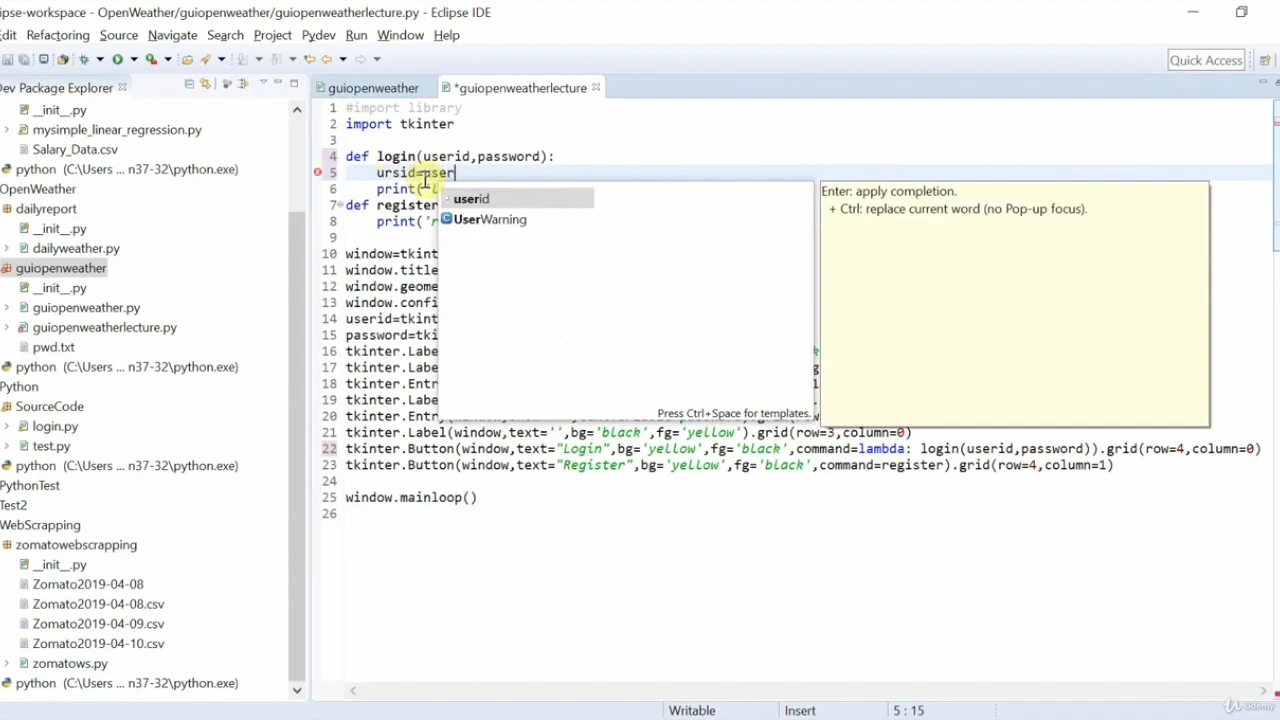 ipse-workspace - OpenWeather/guiopenweather/guiopenweatherlecture.py - Eclipse IDE
dit Refactoring Source Navigate Search Project Pydev Run Window Help
Quick Access
Dev Package Explorer
guiopenweather *guiopenweatherlecture
__init__.py
mysimple_linear_regression.py
Salary_Data.csv
python (C:\Users ... n37-32\python.exe)
OpenWeather
dailyreport
__init__.py
dailyweather.py
guiopenweather
__init__.py
guiopenweather.py
guiopenweatherlecture.py
pwd.txt
python (C:\Users ... n37-32\python.exe)
Python
SourceCode
login.py
test.py
python (C:\Users ... n37-32\python.exe)
PythonTest
Test2
WebScrapping
zomatowebscrapping
__init__.py
Zomato2019-04-08
Zomato2019-04-08.csv
Zomato2019-04-09.csv
Zomato2019-04-10.csv
zomatows.py
python (C:\Users ... n37-32\python.exe)
1 #import library
2 import tkinter
3
4 def login(userid,password):
5 ursid=user
6 print('
7 def register
8 print('r
9
10 window=tkint
11 window.title
12 window.geome
13 window.confi
14 userid=tkint
15 password=tki
16 tkinter.Labe
17 tkinter.Labe
18 tkinter.Entr
19 tkinter.Labe
20 tkinter.Entr
21 tkinter.Label(window,text='',bg='black',fg='yellow').grid(row=3,column=0)
22 tkinter.Button(window,text="Login",bg='yellow',fg='black',command=lambda: login(userid,password)).grid(row=4,column=0)
23 tkinter.Button(window,text="Register",bg='yellow',fg='black',command=register).grid(row=4,column=1)
24
25 window.mainloop()
26
userid
UserWarning
Press Ctrl+Space for templates.
Enter: apply completion.
+ Ctrl: replace current word (no Pop-up focus).
Writable Insert 5 : 15
Udemy